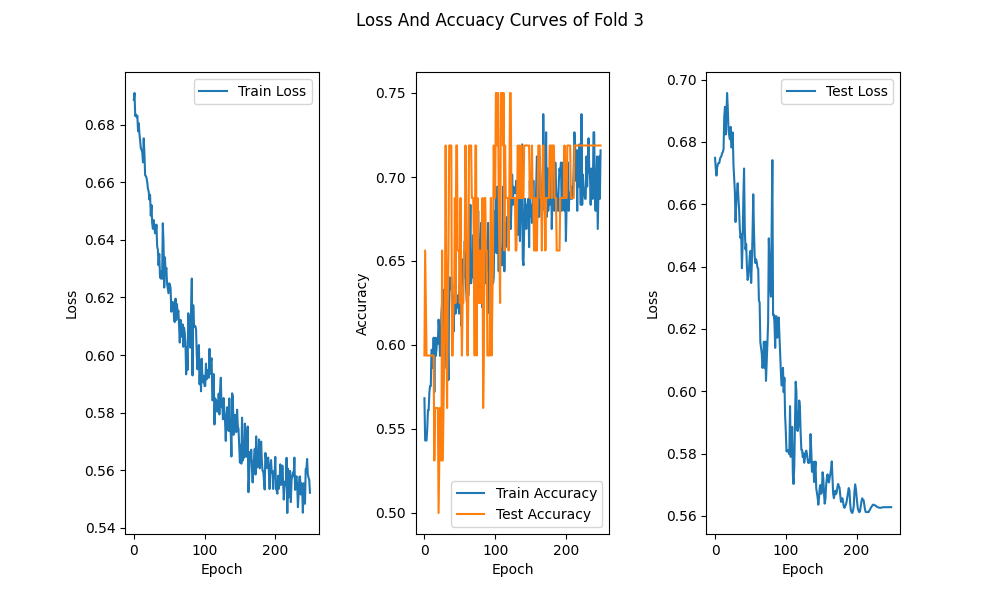 Loss And Accuacy Curves of Fold 3
Train Loss
0.68
0.66
0.64
0.62
0.60
0.58
0.56
0.54
Loss
0
100
200
Epoch
0.75
0.70
0.65
0.60
0.55
0.50
Accuracy
Train Accuracy
Test Accuracy
0
100
200
Epoch
Test Loss
0.70
0.68
0.66
0.64
0.62
0.60
0.58
0.56
Loss
0
100
200
Epoch